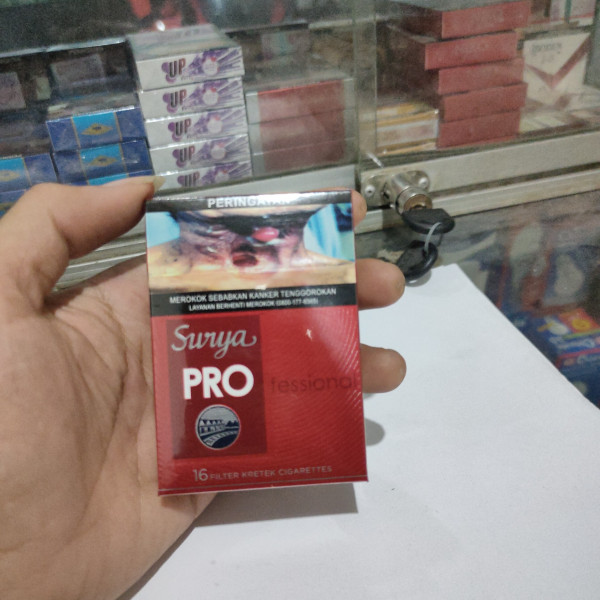 UP
UP
UP
UP
UP
PERINGATAN
MEROKOK SEBABKAN KANKER TENGGOROKAN
LAYANAN BERHENTI MEROKOK (0800-177-6565)
Surya
PRO fessional
16 FILTER KRETEK CIGARETTES